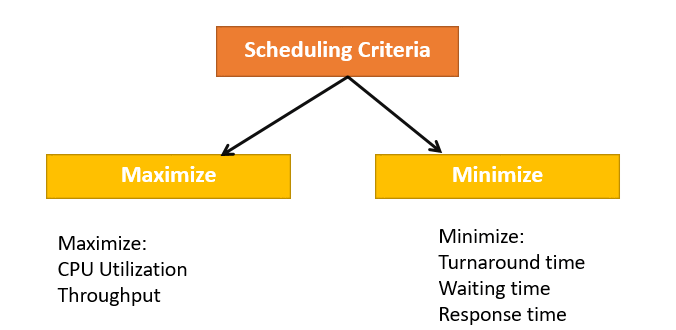 Scheduling Criteria
Maximize
Minimize
Maximize:
CPU Utilization
Throughput
Minimize:
Turnaround time
Waiting time
Response time